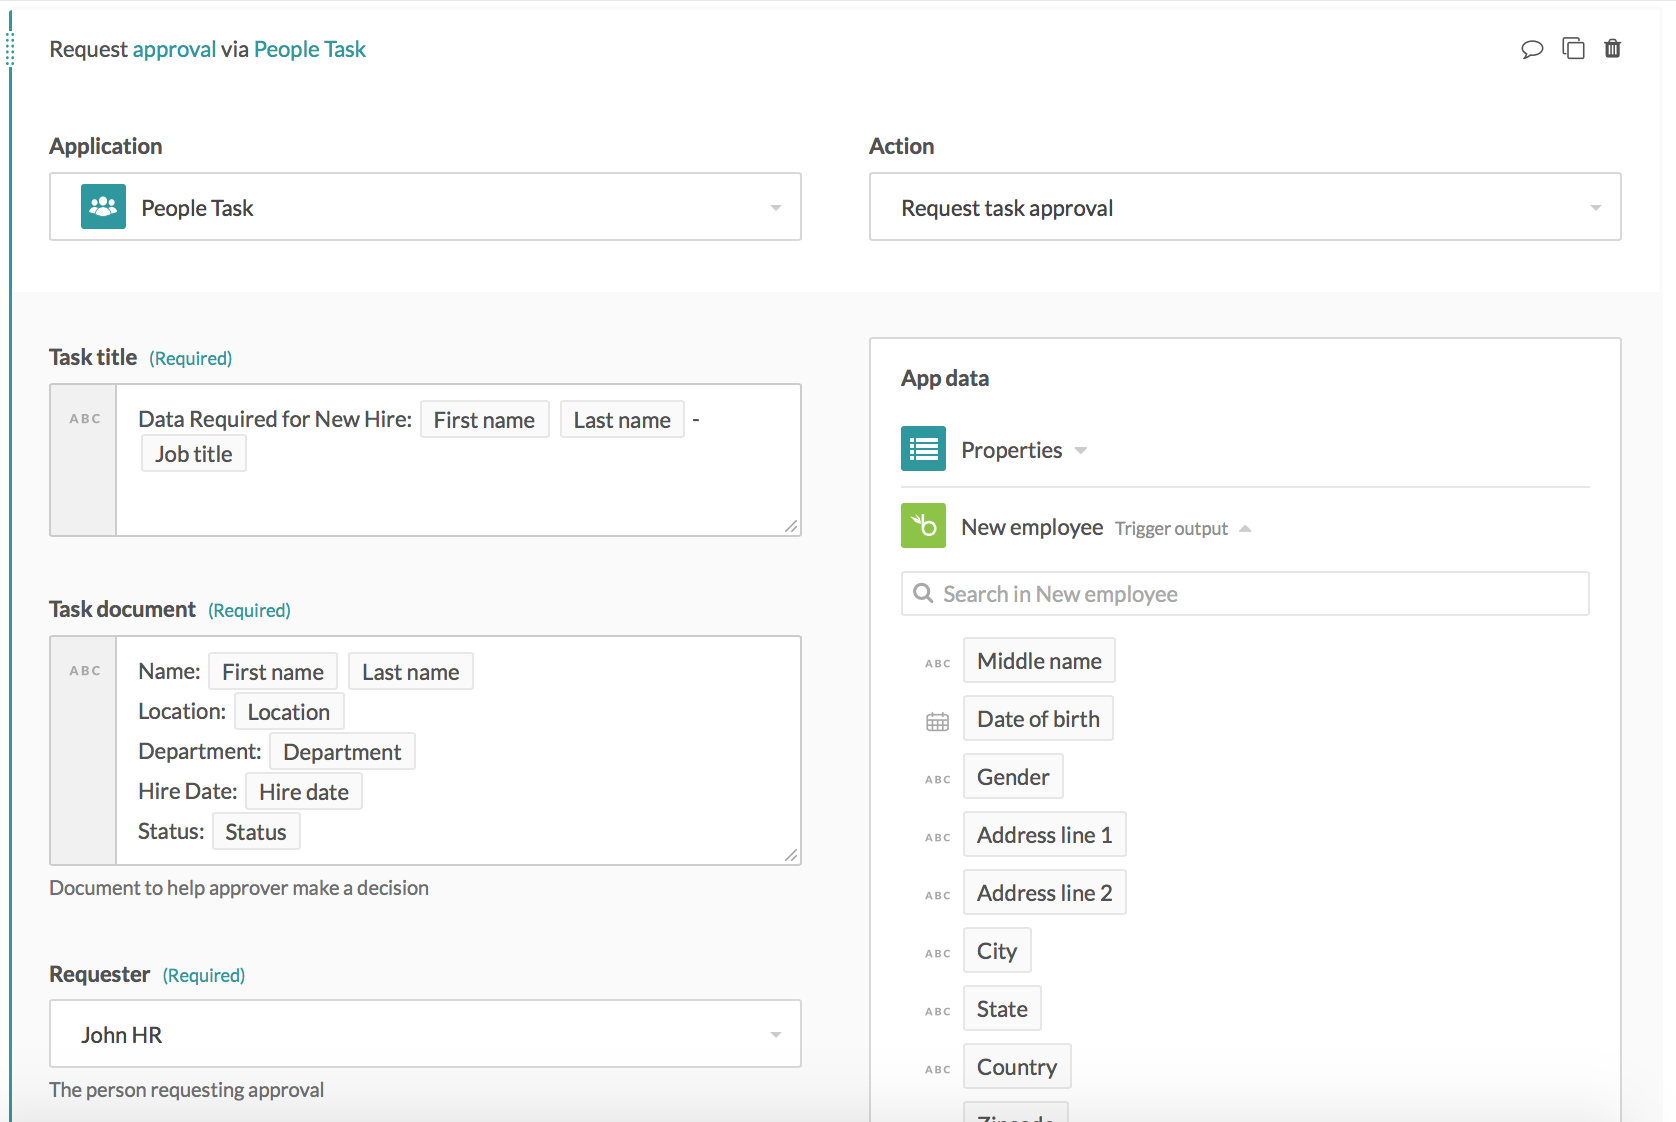 Request approval via People Task
Application
People Task
Action
Request task approval
Task title (Required)
ABC
Data Required for New Hire: First name Last name -
Job title
Task document (Required)
ABC
Name: First name Last name
Location: Location
Department: Department
Hire Date: Hire date
Status: Status
Document to help approver make a decision
Requester (Required)
John HR
The person requesting approval
App data
Properties
New employee Trigger output
Search in New employee
ABC Middle name
Date of birth
ABC Gender
ABC Address line 1
ABC Address line 2
ABC City
ABC State
ABC Country